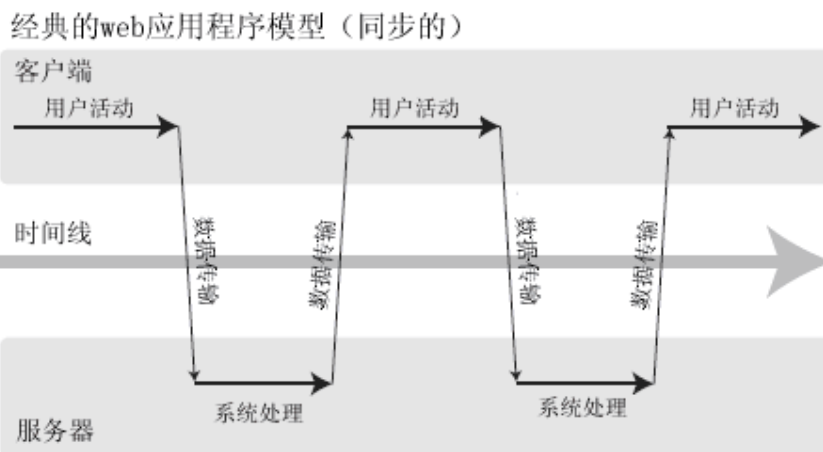 经典的web应用程序模型（同步的）
客户端
用户活动
用户活动
用户活动
时间线
数据传输
数据传输
数据传输
数据传输
系统处理
系统处理
服务器